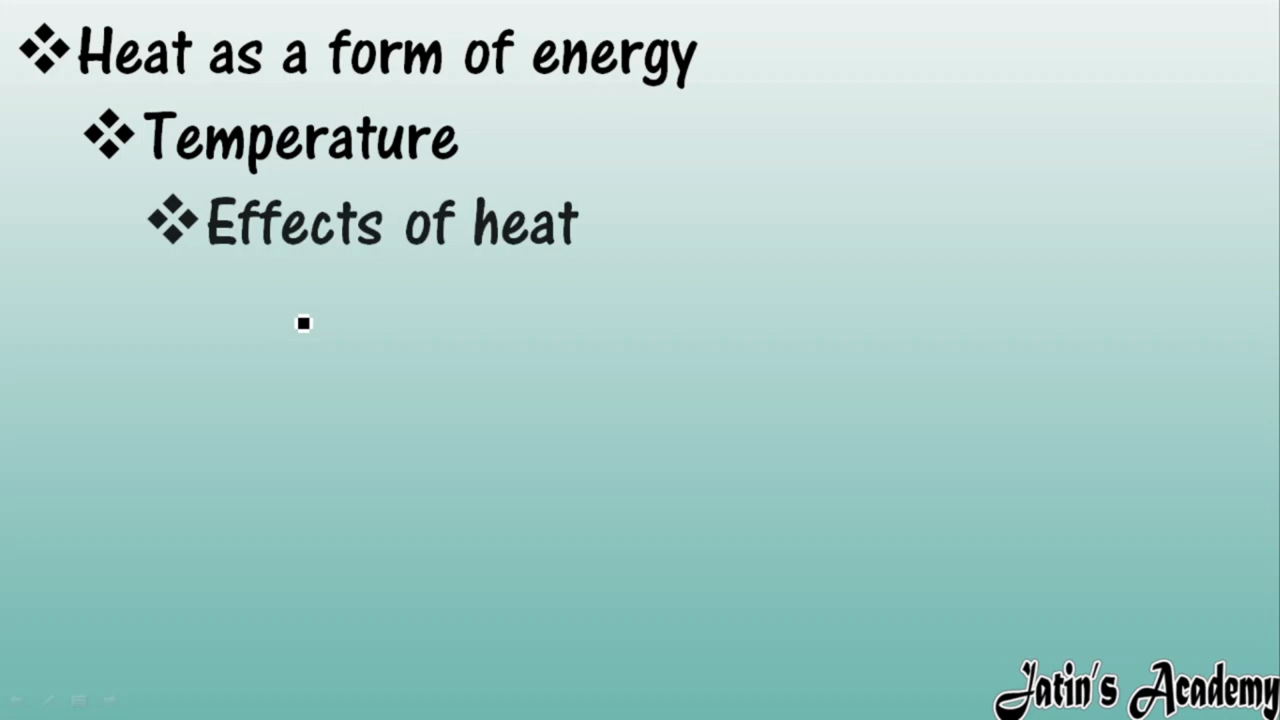 Heat as a form of energy
Temperature
Effects of heat
Jatin's Academy